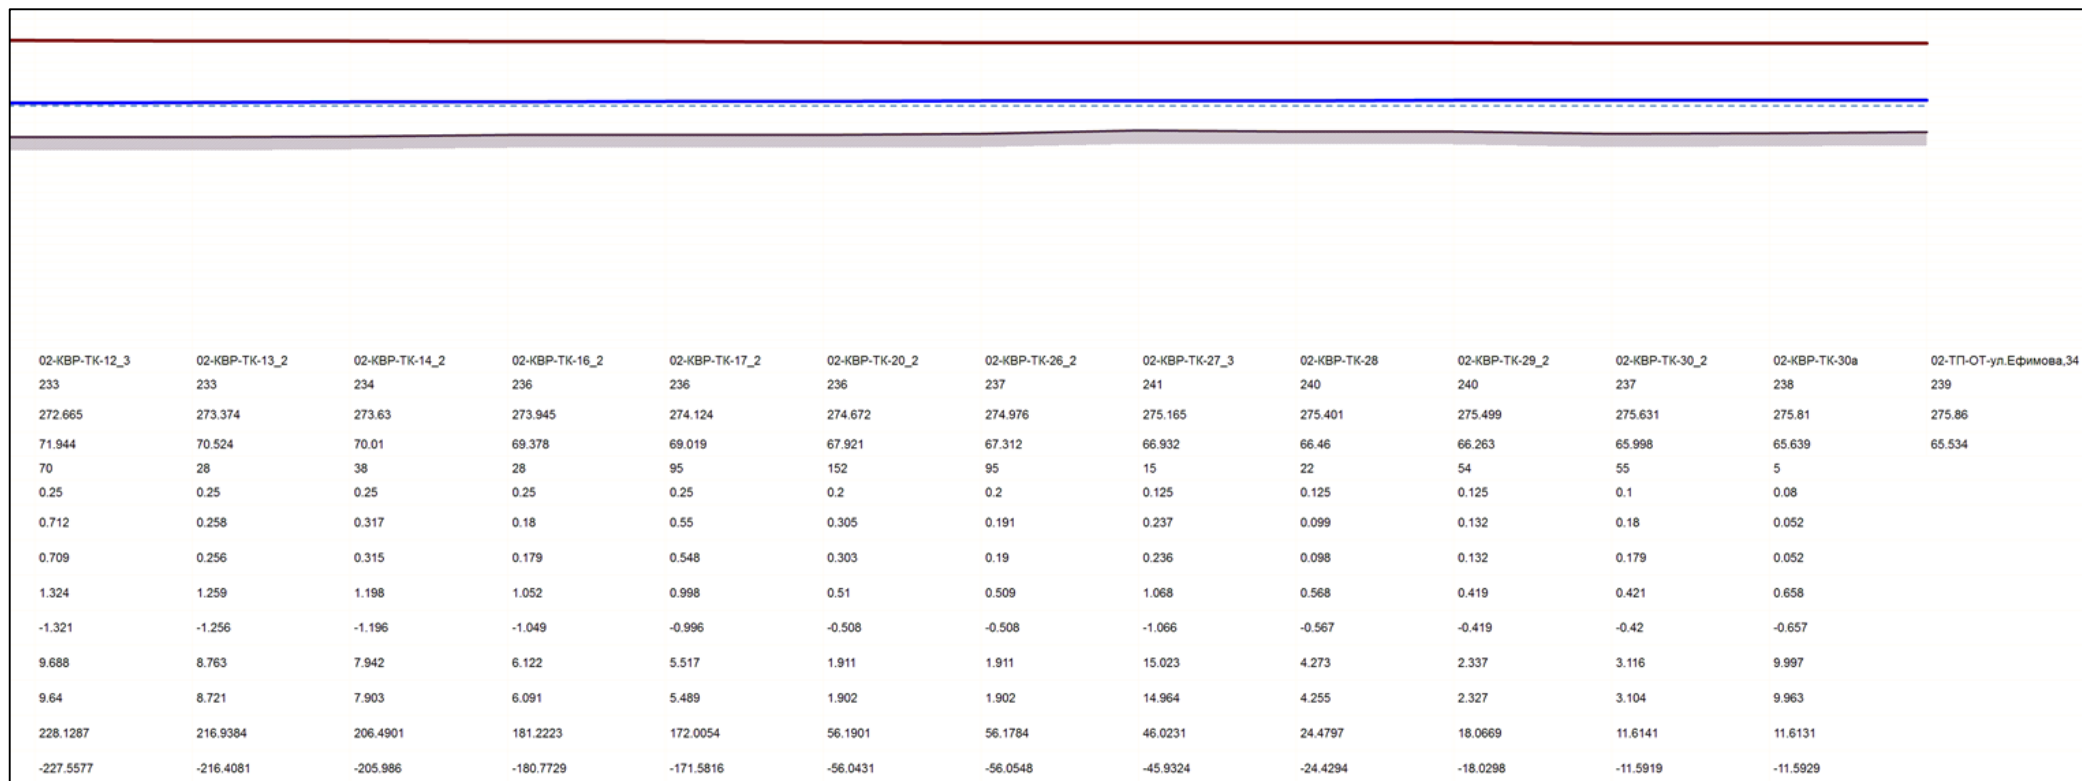 02-КВР-ТК-12_3 02-КВР-ТК-13_2 02-КВР-ТК-14_2 02-КВР-ТК-16_2 02-КВР-ТК-17_2 02-КВР-ТК-20_2 02-КВР-ТК-26_2 02-КВР-ТК-27_3 02-КВР-ТК-28 02-КВР-ТК-29_2 02-КВР-ТК-30_2 02-КВР-ТК-30а 02-ТП-ОТ-ул.Ефимова,34
233 233 234 236 236 236 237 241 240 240 237 238 239
272.665 273.374 273.63 273.945 274.124 274.672 274.976 275.165 275.401 275.499 275.631 275.81 275.86
71.944 70.524 70.01 69.378 69.019 67.921 67.312 66.932 66.46 66.263 65.998 65.639 65.534
70 28 38 28 95 152 95 15 22 54 55 5
0.25 0.25 0.25 0.25 0.25 0.2 0.2 0.125 0.125 0.125 0.1 0.08
0.712 0.258 0.317 0.18 0.55 0.305 0.191 0.237 0.099 0.132 0.18 0.052
0.709 0.256 0.315 0.179 0.548 0.303 0.19 0.236 0.098 0.132 0.179 0.052
1.324 1.259 1.198 1.052 0.998 0.51 0.509 1.068 0.568 0.419 0.421 0.658
-1.321 -1.256 -1.196 -1.049 -0.996 -0.508 -0.508 -1.066 -0.567 -0.419 -0.42 -0.657
9.688 8.763 7.942 6.122 5.517 1.911 1.911 15.023 4.273 2.337 3.116 9.997
9.64 8.721 7.903 6.091 5.489 1.902 1.902 14.964 4.255 2.327 3.104 9.963
228.1287 216.9384 206.4901 181.2223 172.0054 56.1901 56.1784 46.0231 24.4797 18.0669 11.6141 11.6131
-227.5577 -216.4081 -205.986 -180.7729 -171.5816 -56.0431 -56.0548 -45.9324 -24.4294 -18.0298 -11.5919 -11.5929